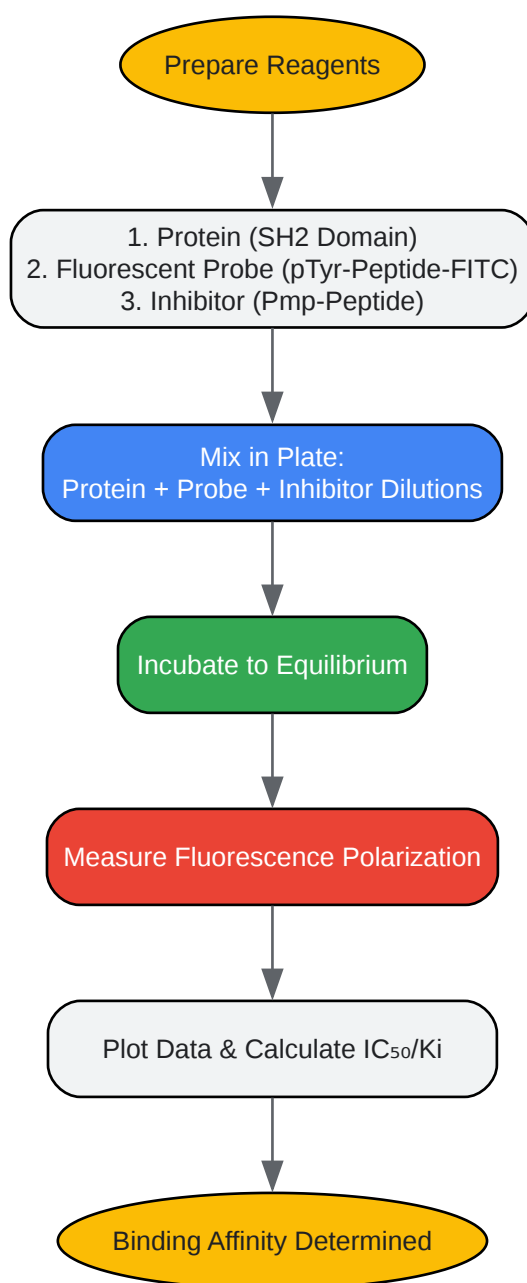 Prepare Reagents
1. Protein (SH2 Domain)
2. Fluorescent Probe (pTyr-Peptide-FITC)
3. Inhibitor (Pmp-Peptide)
Mix in Plate:
Protein + Probe + Inhibitor Dilutions
Incubate to Equilibrium
Measure Fluorescence Polarization
Plot Data & Calculate IC₅₀/Ki
Binding Affinity Determined